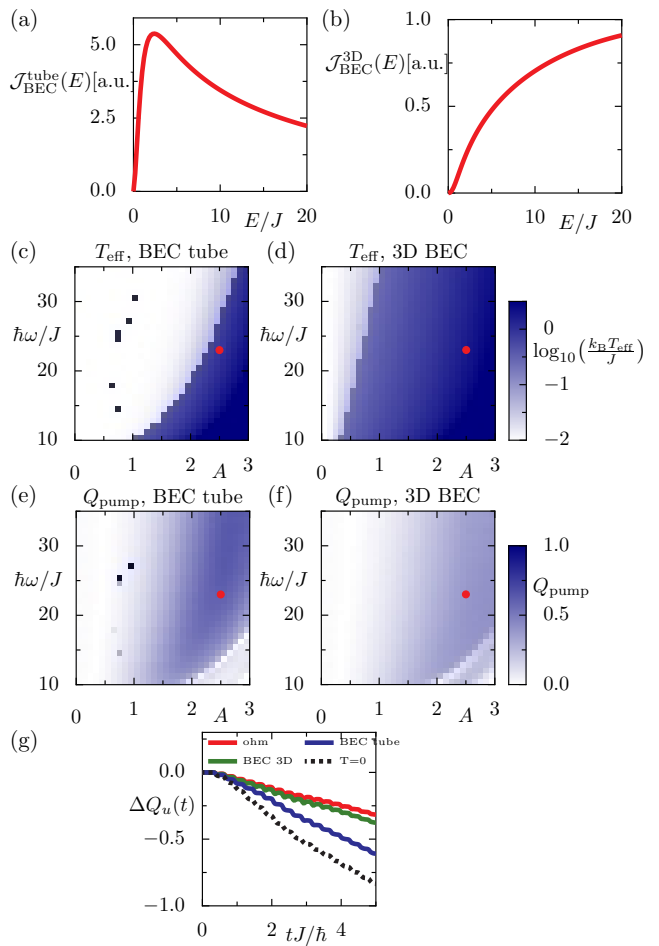 (a)
(b)
5.0
2.5
0.0
𝒥_BEC^tube(E)[a.u.]
0 10 20
E/J
1.0
0.5
0
𝒥_BEC^3D(E)[a.u.]
0 10 20
E/J
(c) T_eff, BEC tube
(d) T_eff, 3D BEC
30
20
10
ħω/J
0 1 2 A 3
30
20
10
ħω/J
0 1 2 A 3
0
−1
−2
log₁₀(k_B T_eff / J)
(e) Q_pump, BEC tube
(f) Q_pump, 3D BEC
30
20
10
ħω/J
0 1 2 A 3
30
20
10
ħω/J
0 1 2 A 3
1.0
0.5
0.0
Q_pump
(g)
ohm
BEC tube
BEC 3D
T=0
0.0
−0.5
−1.0
ΔQ_u(t)
0 2 4
tJ/ħ